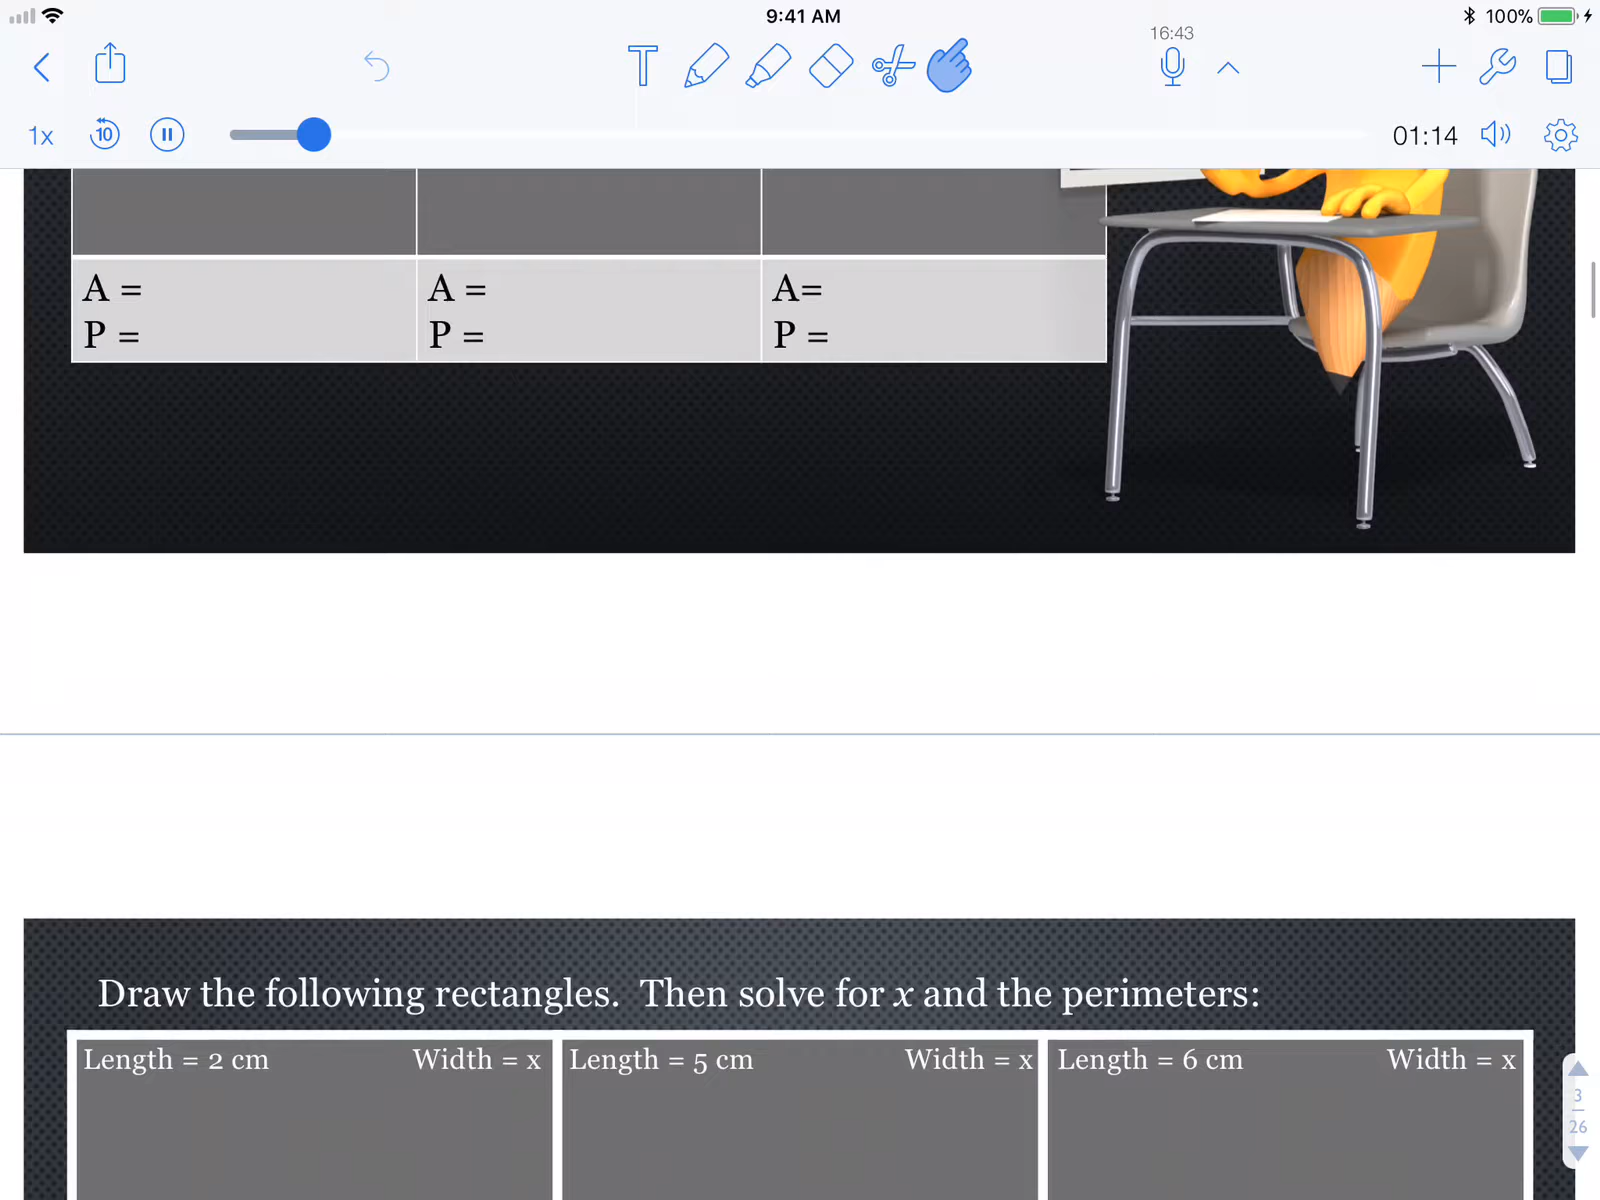 9:41 AM
100%
16:43
T
1x
10
01:14
A =
P =
A =
P =
A=
P =
Draw the following rectangles. Then solve for x and the perimeters:
Length = 2 cm Width = x
Length = 5 cm Width = x
Length = 6 cm Width = x
3
26